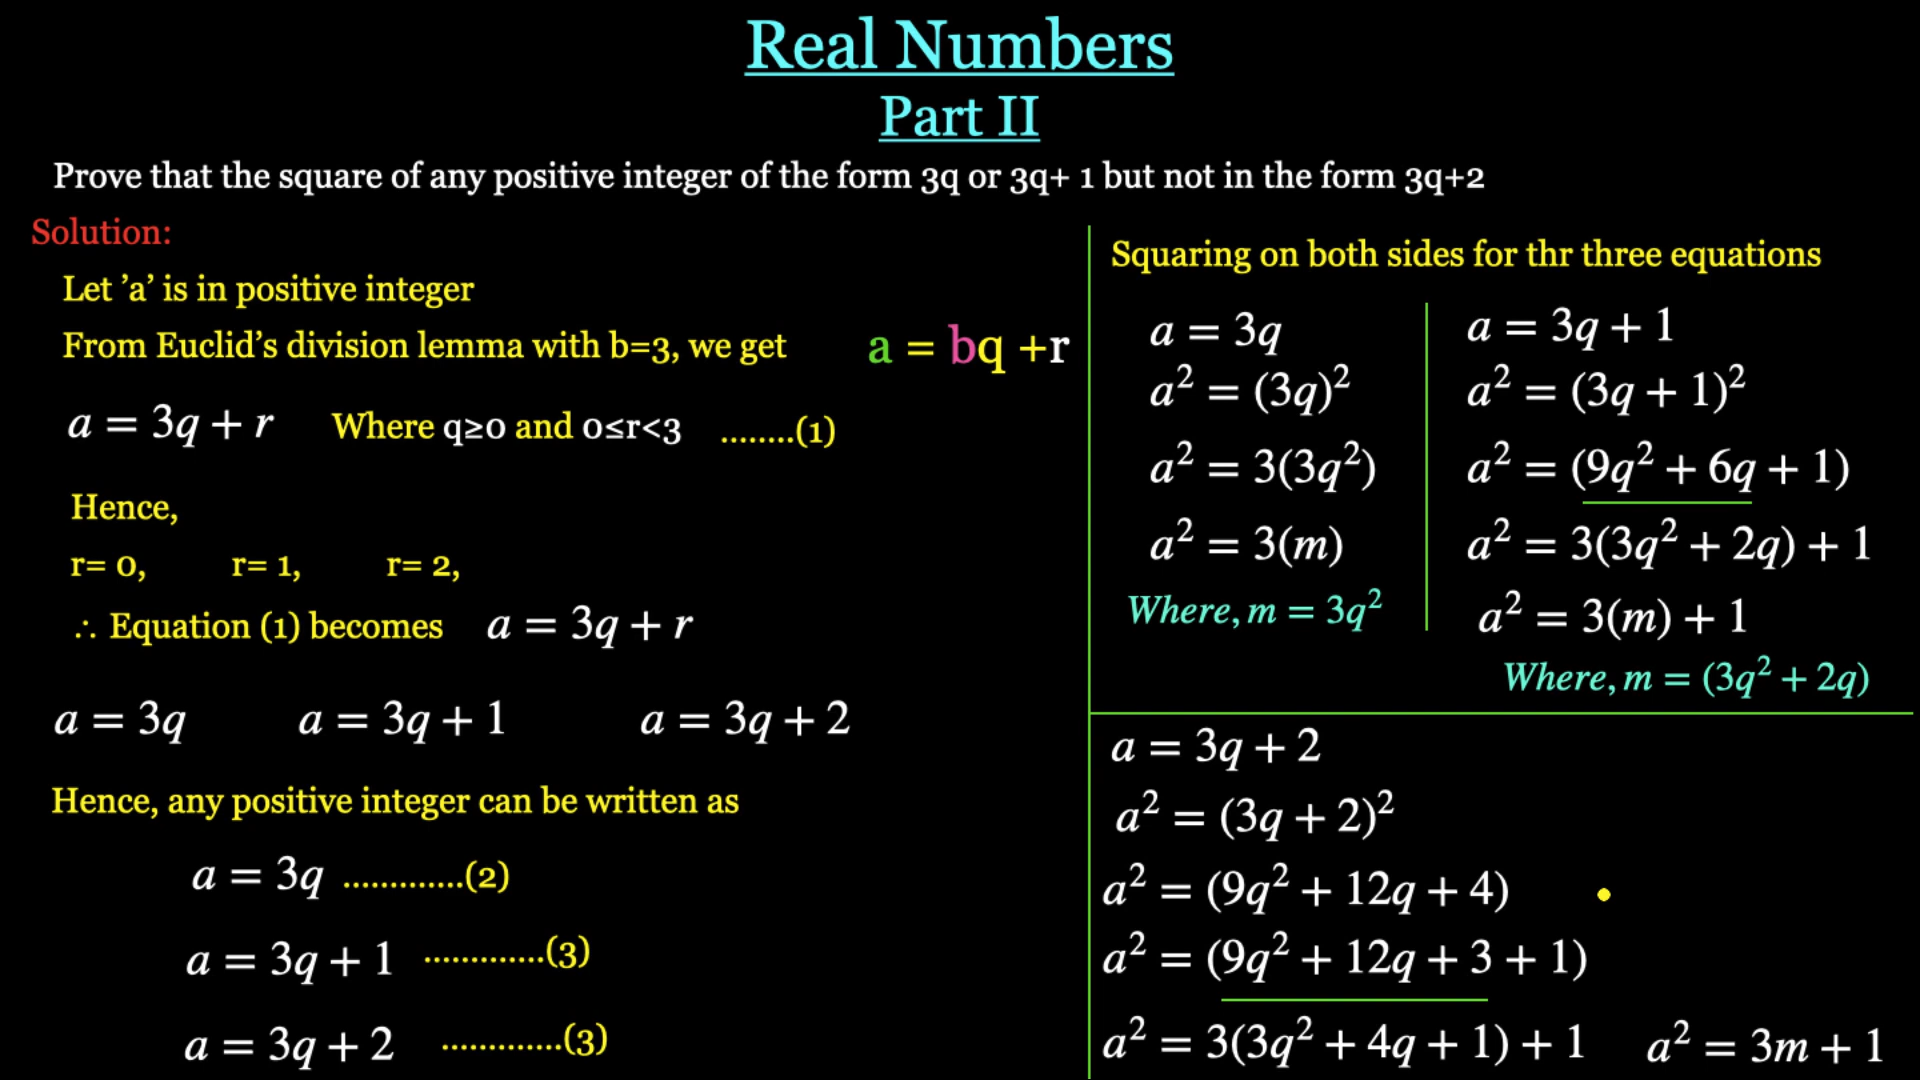 Real Numbers
Part II
Prove that the square of any positive integer of the form 3q or 3q+ 1 but not in the form 3q+2
Solution:
Let ’a’ is in positive integer
From Euclid’s division lemma with b=3, we get a = bq +r
a = 3q + r Where q≥0 and 0≤r<3 ........(1)
Hence,
r= 0, r= 1, r= 2,
∴ Equation (1) becomes a = 3q + r
a = 3q a = 3q + 1 a = 3q + 2
Hence, any positive integer can be written as
a = 3q .............(2)
a = 3q + 1 .............(3)
a = 3q + 2 .............(3)
Squaring on both sides for thr three equations
a = 3q
a² = (3q)²
a² = 3(3q²)
a² = 3(m)
Where, m = 3q²
a = 3q + 1
a² = (3q + 1)²
a² = (9q² + 6q + 1)
a² = 3(3q² + 2q) + 1
a² = 3(m) + 1
Where, m = (3q² + 2q)
a = 3q + 2
a² = (3q + 2)²
a² = (9q² + 12q + 4)
a² = (9q² + 12q + 3 + 1)
a² = 3(3q² + 4q + 1) + 1 a² = 3m + 1